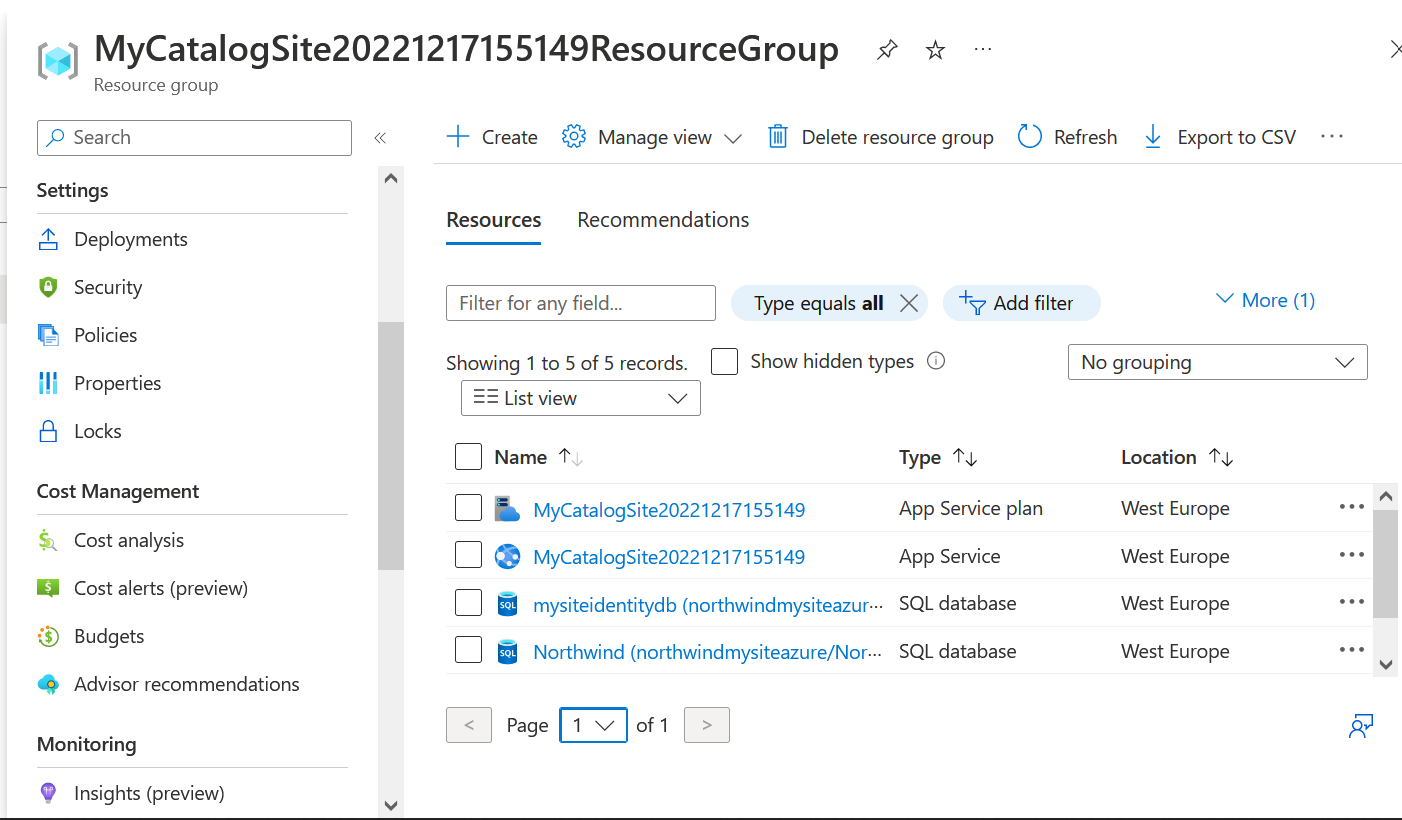 MyCatalogSite20221217155149ResourceGroup
Resource group
Search
Settings
Deployments
Security
Policies
Properties
Locks
Cost Management
Cost analysis
Cost alerts (preview)
Budgets
Advisor recommendations
Monitoring
Insights (preview)
Create Manage view Delete resource group Refresh Export to CSV
Resources Recommendations
Filter for any field... Type equals all Add filter More (1)
Showing 1 to 5 of 5 records. Show hidden types No grouping
List view
Name Type Location
MyCatalogSite20221217155149 App Service plan West Europe
MyCatalogSite20221217155149 App Service West Europe
mysiteidentitydb (northwindmysiteazur··· SQL database West Europe
Northwind (northwindmysiteazure/Nor··· SQL database West Europe
< Page 1 of 1 >